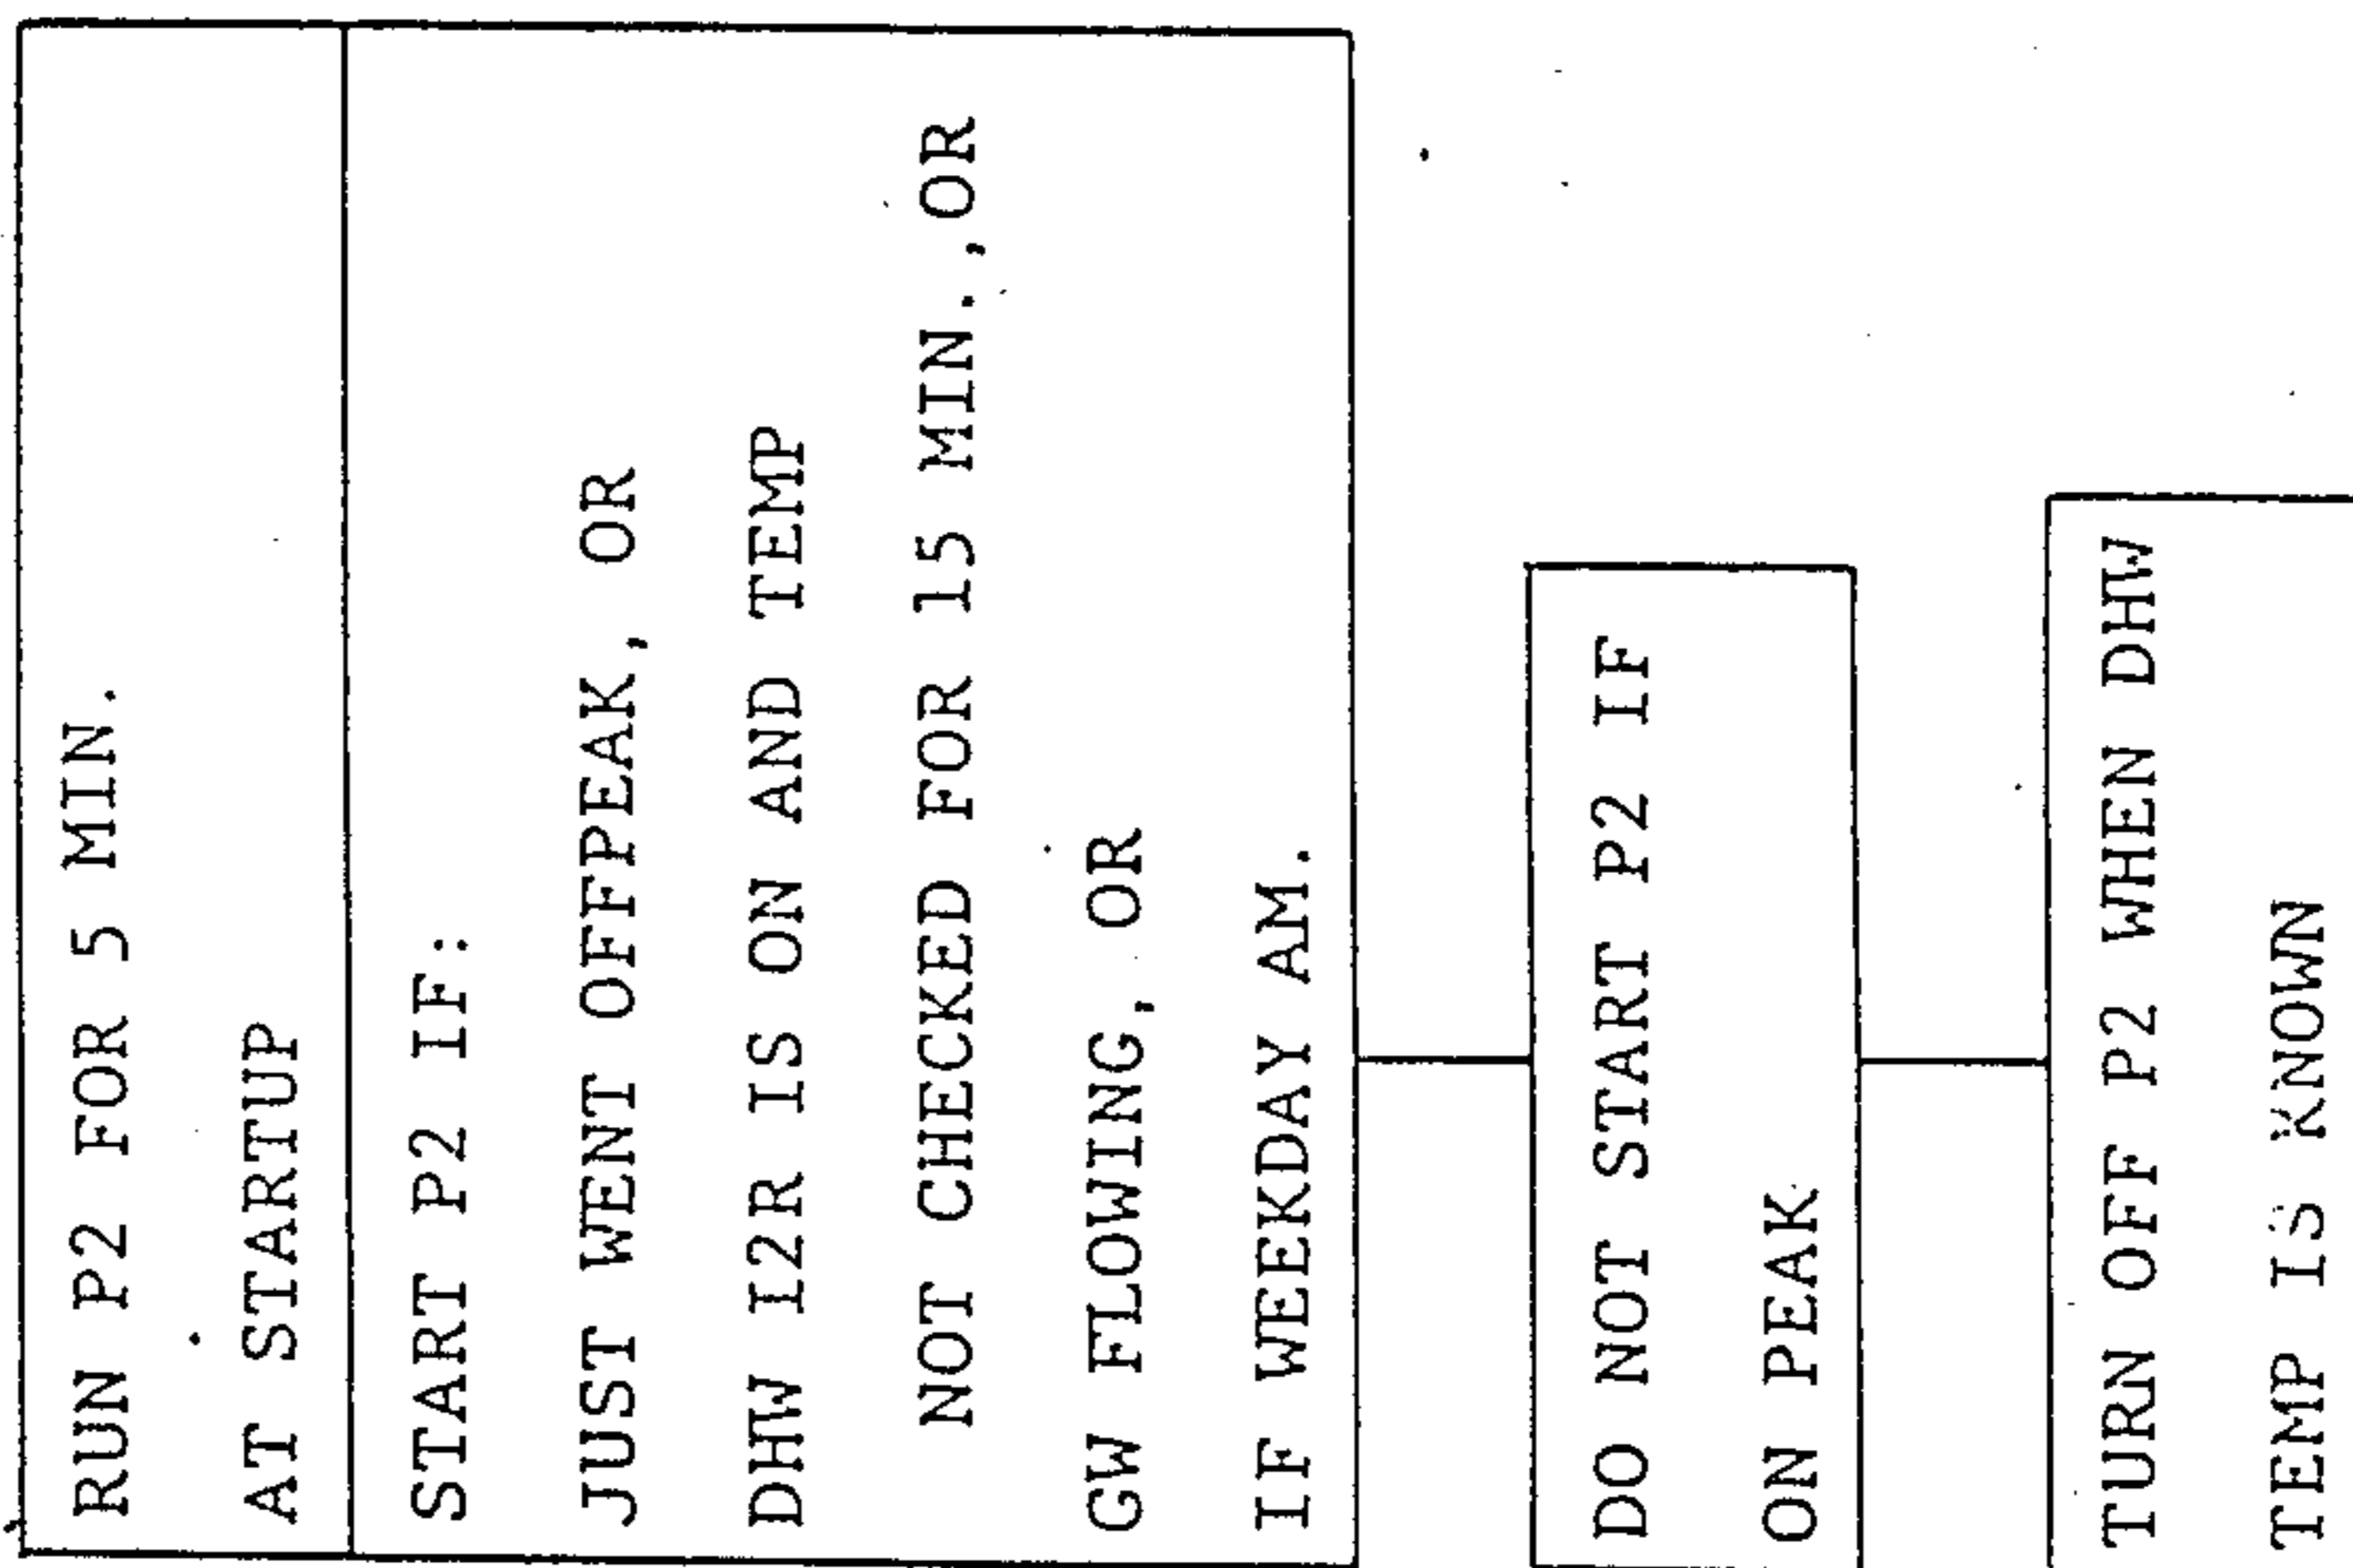 RUN P2 FOR 5 MIN.
AT STARTUP
START P2 IF:
JUST WENT OFFPEAK, OR
DHW I2R IS ON AND TEMP
NOT CHECKED FOR 15 MIN.,OR
GW FLOWING, OR
IF WEEKDAY AM.
DO NOT START P2 IF
ON PEAK
TURN OFF P2 WHEN DHW
TEMP IS KNOWN